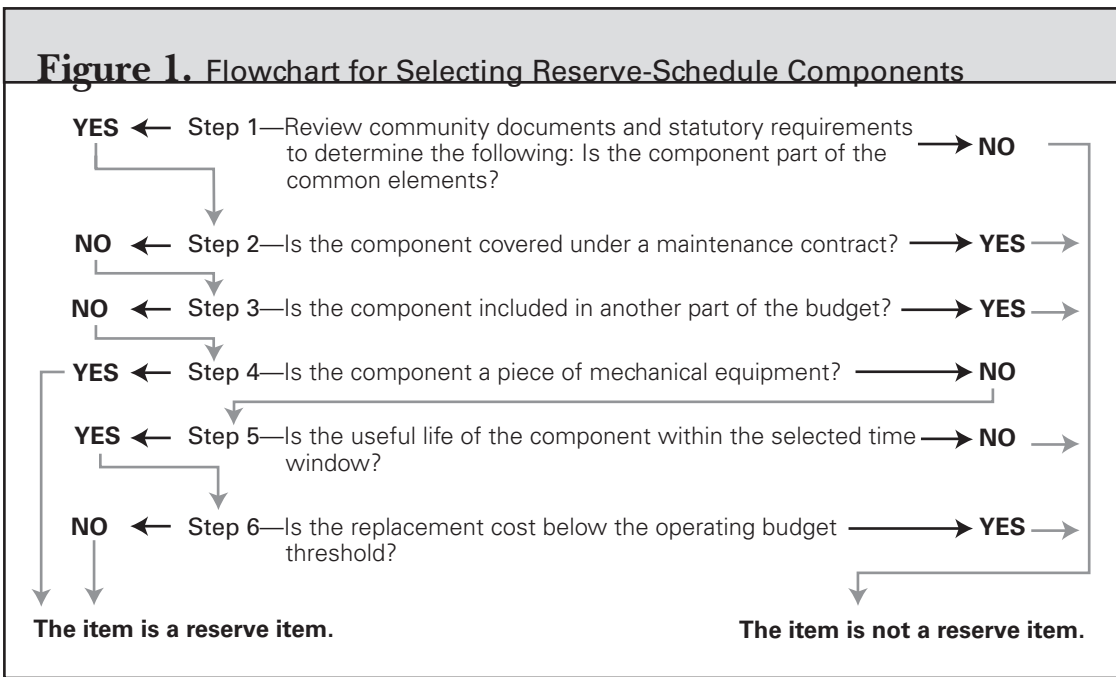 Figure 1. Flowchart for Selecting Reserve-Schedule Components
YES Step 1—Review community documents and statutory requirements
to determine the following: Is the component part of the NO
common elements?
NO Step 2—Is the component covered under a maintenance contract? YES
NO Step 3—Is the component included in another part of the budget? YES
YES Step 4—Is the component a piece of mechanical equipment? NO
YES Step 5—Is the useful life of the component within the selected time NO
window?
NO Step 6—Is the replacement cost below the operating budget YES
threshold?
The item is a reserve item. The item is not a reserve item.